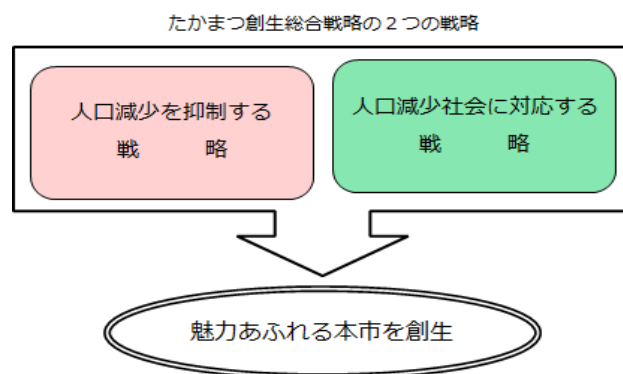 たかまつ創生総合戦略の２つの戦略
人口減少を抑制する
戦　　　略
人口減少社会に対応する
戦　　　略
魅力あふれる本市を創生